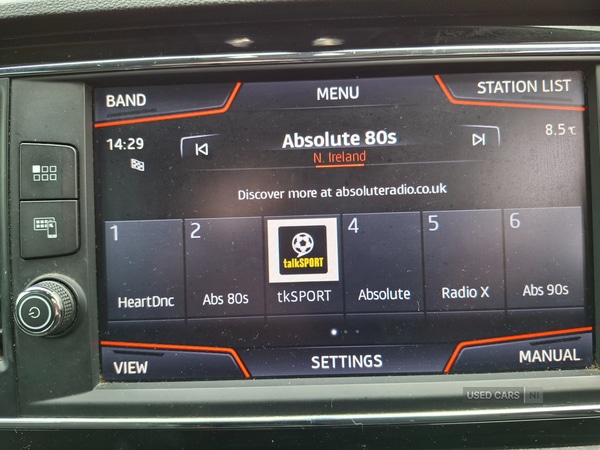 BAND
MENU
STATION LIST
14:29
Absolute 80s
8.5°C
N. Ireland
Discover more at absoluteradio.co.uk
1
2
4
5
6
talkSPORT
HeartDnc
Abs 80s
tkSPORT
Absolute
Radio X
Abs 90s
VIEW
SETTINGS
MANUAL
USED CARS NI